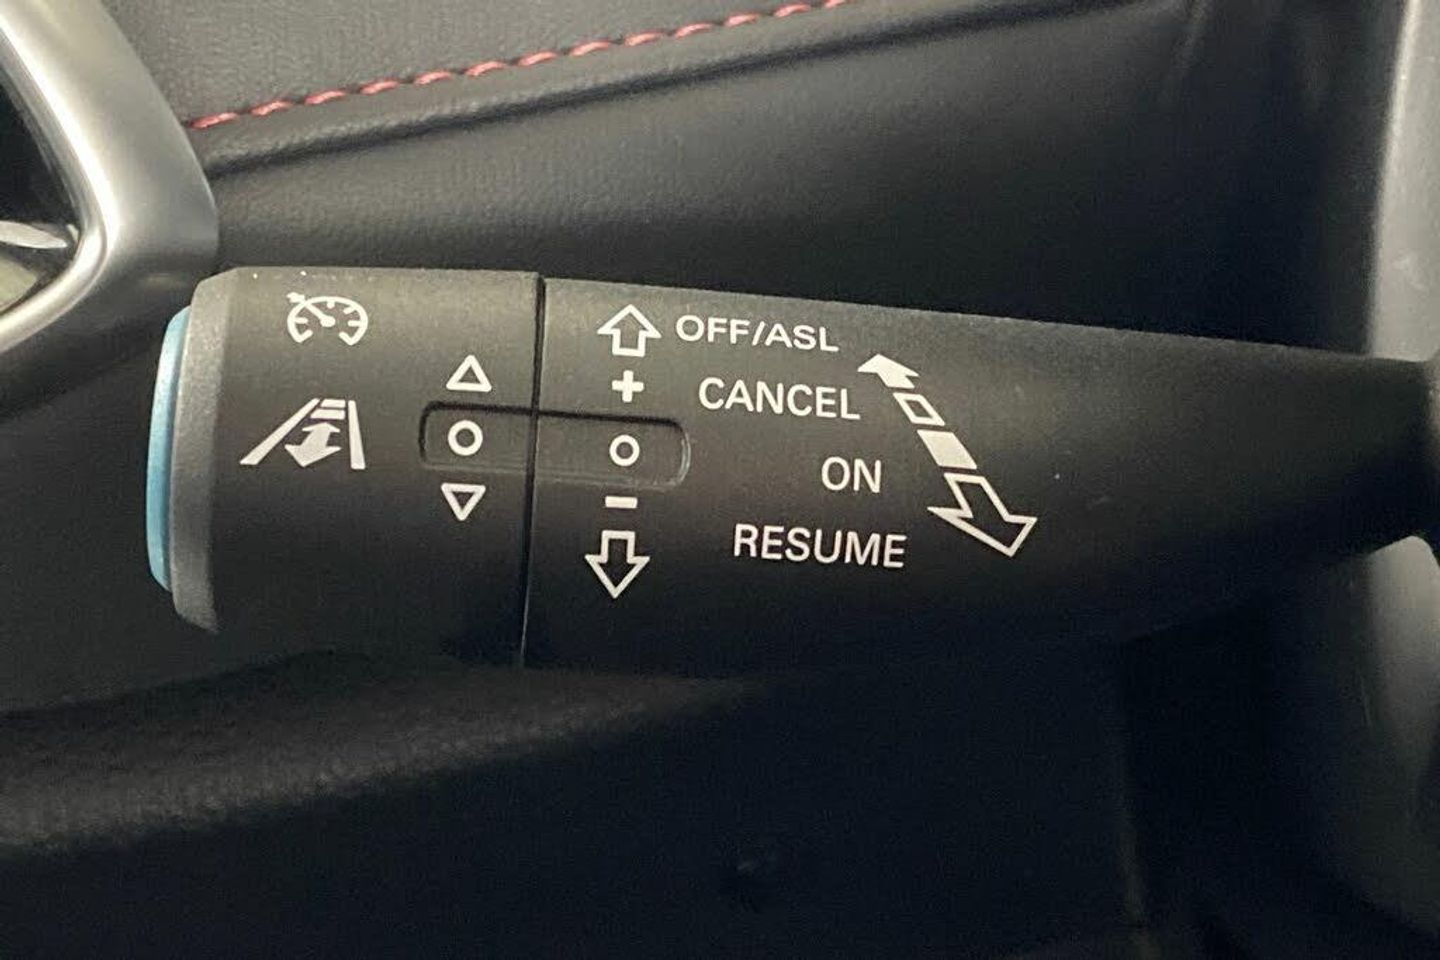 OFF/ASL
+
CANCEL
ON
−
RESUME